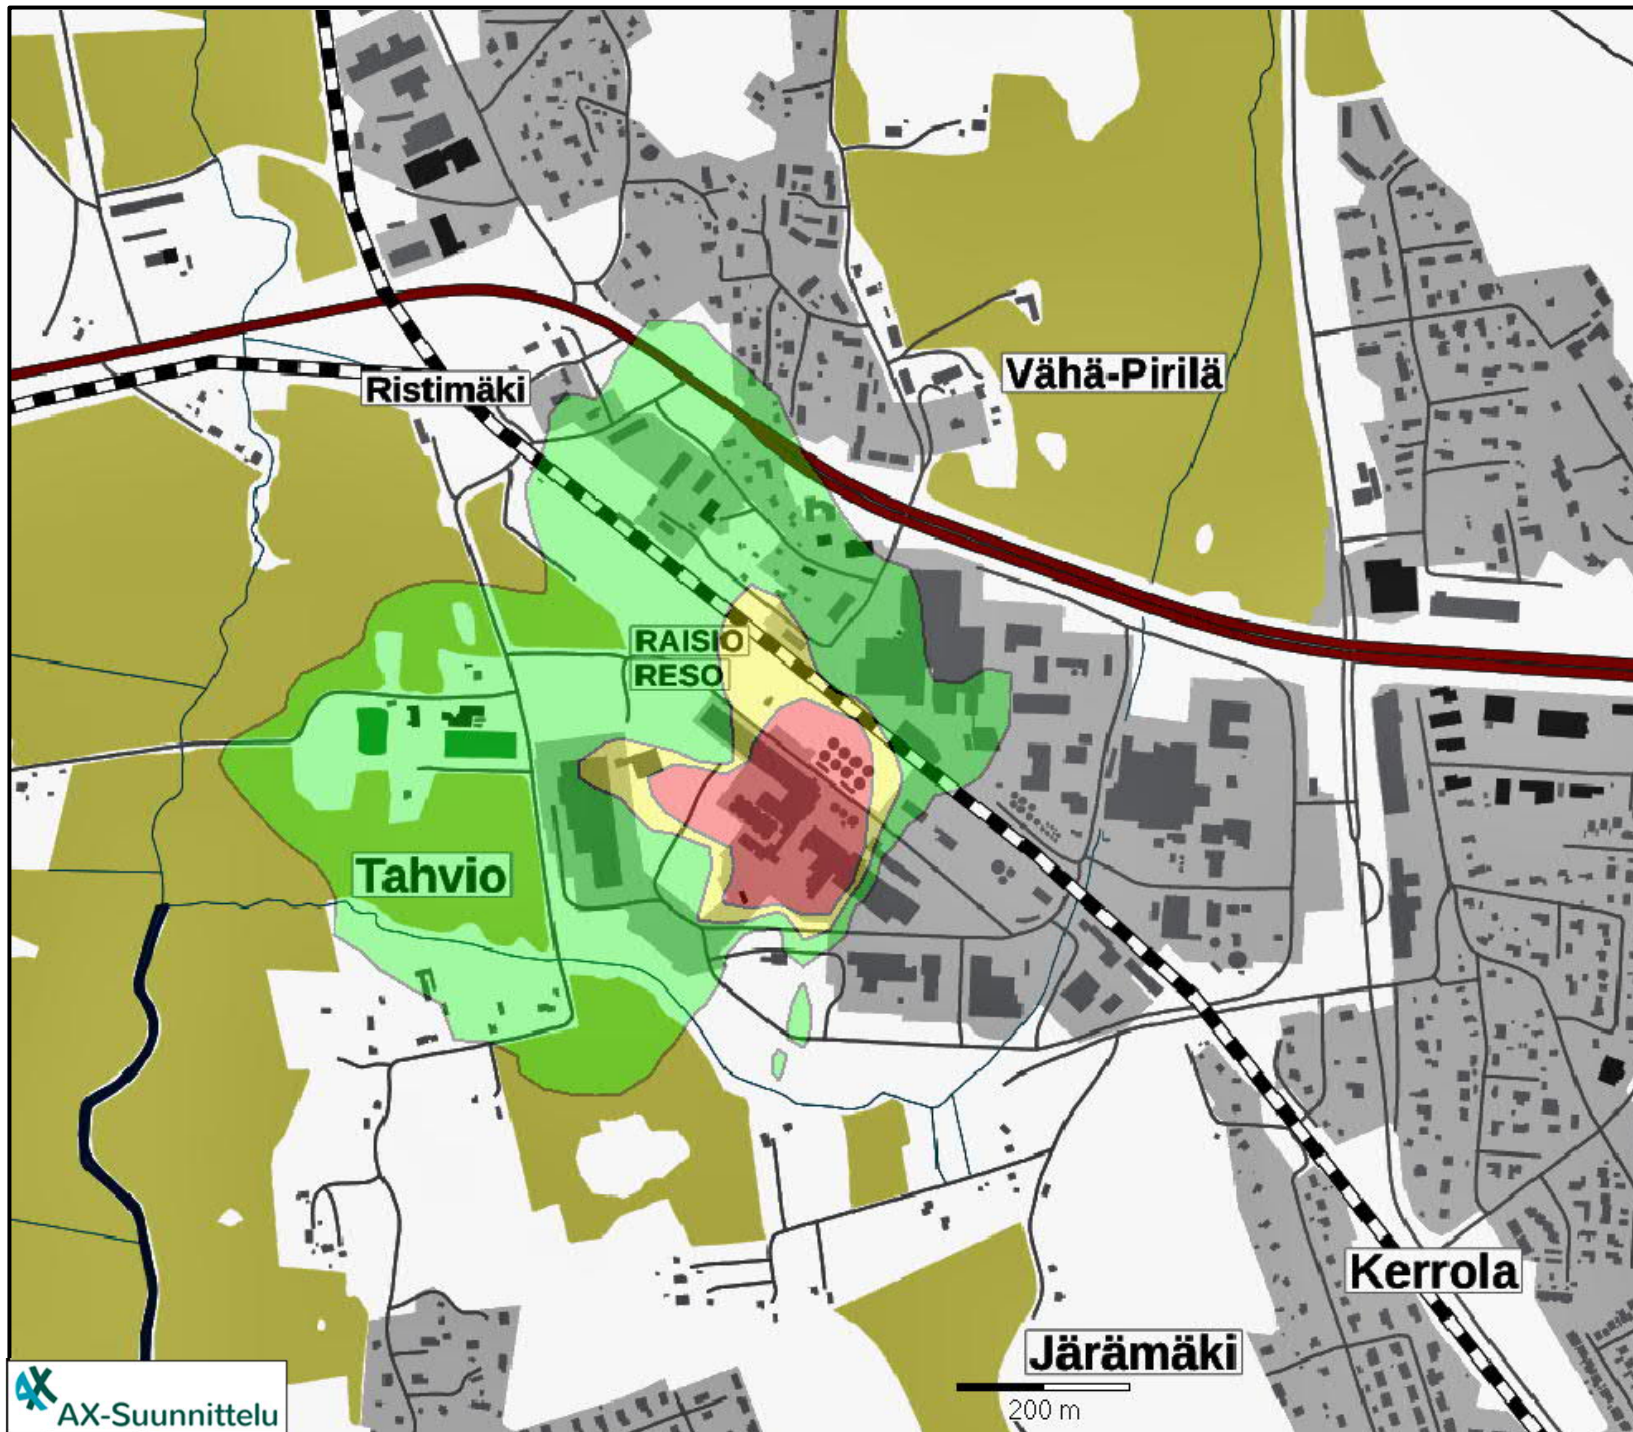 Vähä-Pirilä
Ristimäki
RAISIO
RESO
Tahvio
Kerrola
Järämäki
200 m
AX-Suunnittelu